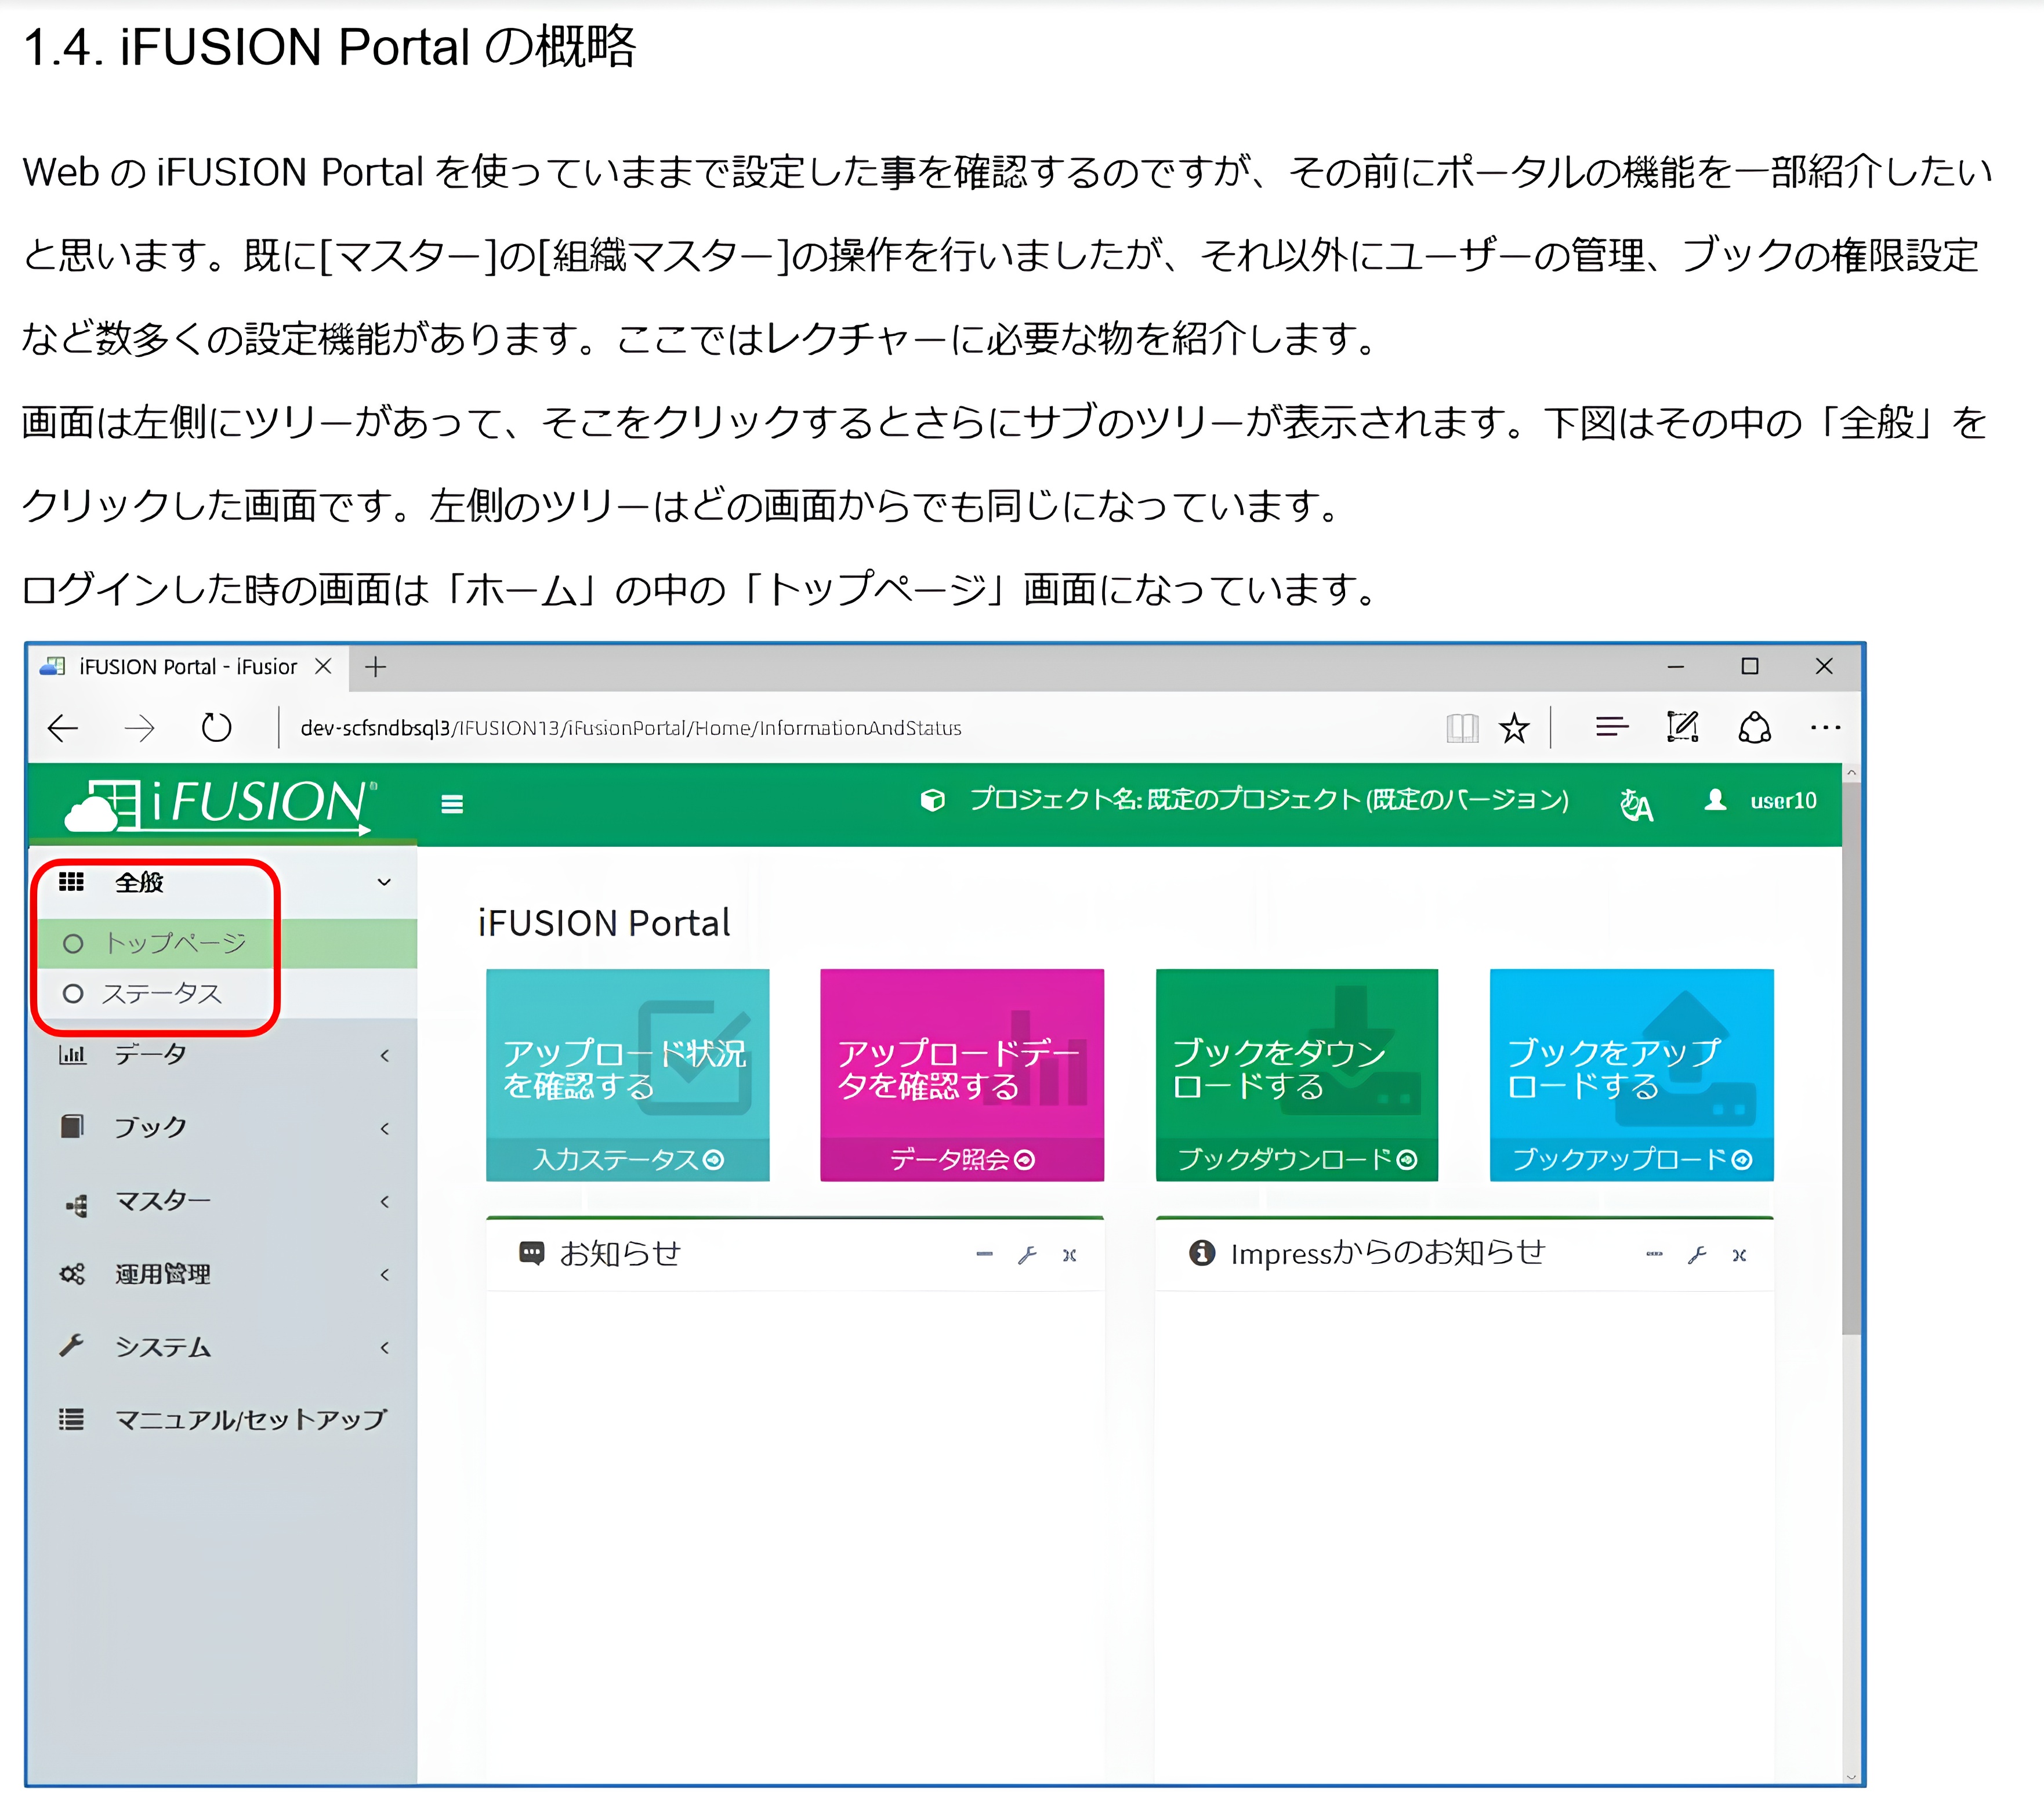 1.4. iFUSION Portal の概略
Web の iFUSION Portal を使っていままで設定した事を確認するのですが、その前にポータルの機能を一部紹介したい
と思います。既に[マスター]の[組織マスター]の操作を行いましたが、それ以外にユーザーの管理、ブックの権限設定
など数多くの設定機能があります。ここではレクチャーに必要な物を紹介します。
画面は左側にツリーがあって、そこをクリックするとさらにサブのツリーが表示されます。下図はその中の「全般」を
クリックした画面です。左側のツリーはどの画面からでも同じになっています。
ログインした時の画面は「ホーム」の中の「トップページ」画面になっています。
iFUSION Portal - iFusior
dev-scfsndbsql3/IFUSION13/iFusionPortal/Home/InformationAndStatus
iFUSION
プロジェクト名: 既定のプロジェクト (既定のバージョン)
あA
user10
全般
トップページ
ステータス
データ
ブック
マスター
運用管理
システム
マニュアル/セットアップ
iFUSION Portal
アップロード状況
を確認する
入力ステータス
アップロードデー
タを確認する
データ照会
ブックをダウン
ロードする
ブックダウンロード
ブックをアップ
ロードする
ブックアップロード
お知らせ
Impressからのお知らせ